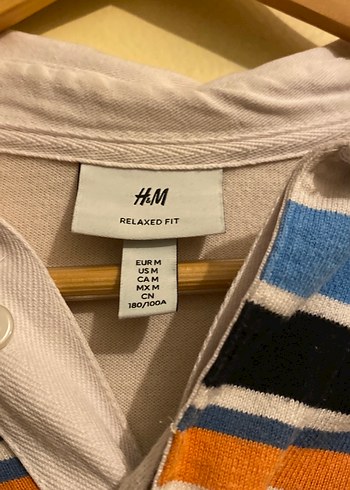 H&M
RELAXED FIT
EUR M
US M
CA M
MX M
CN
180/100A